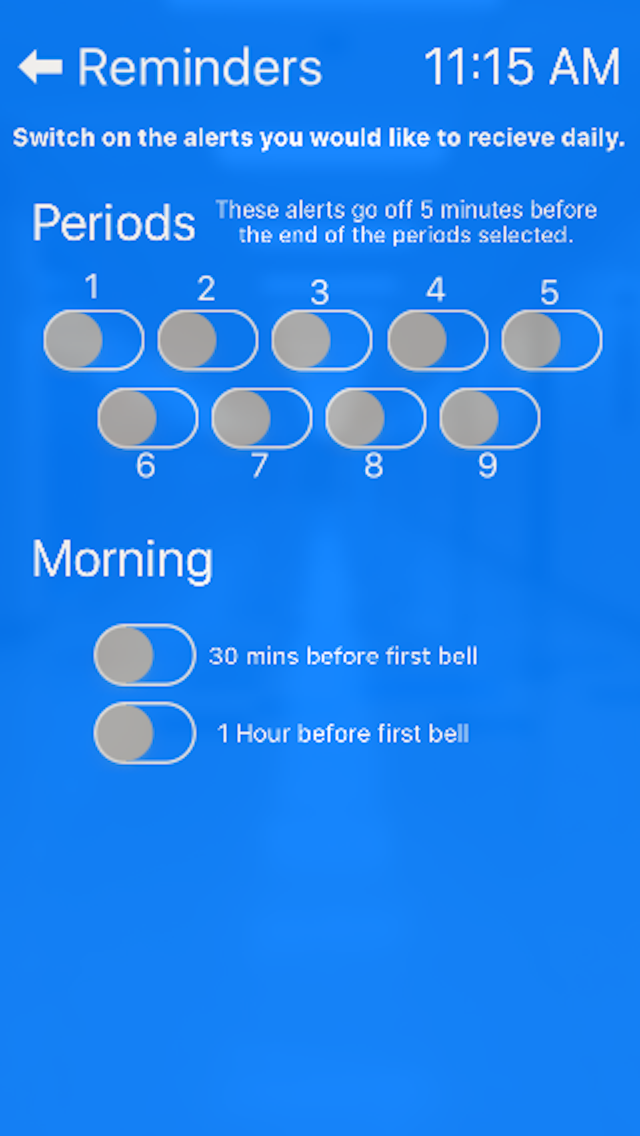 Reminders 11:15 AM
Switch on the alerts you would like to recieve daily.
Periods
These alerts go off 5 minutes before
the end of the periods selected.
1 2 3 4 5
6 7 8 9
Morning
30 mins before first bell
1 Hour before first bell